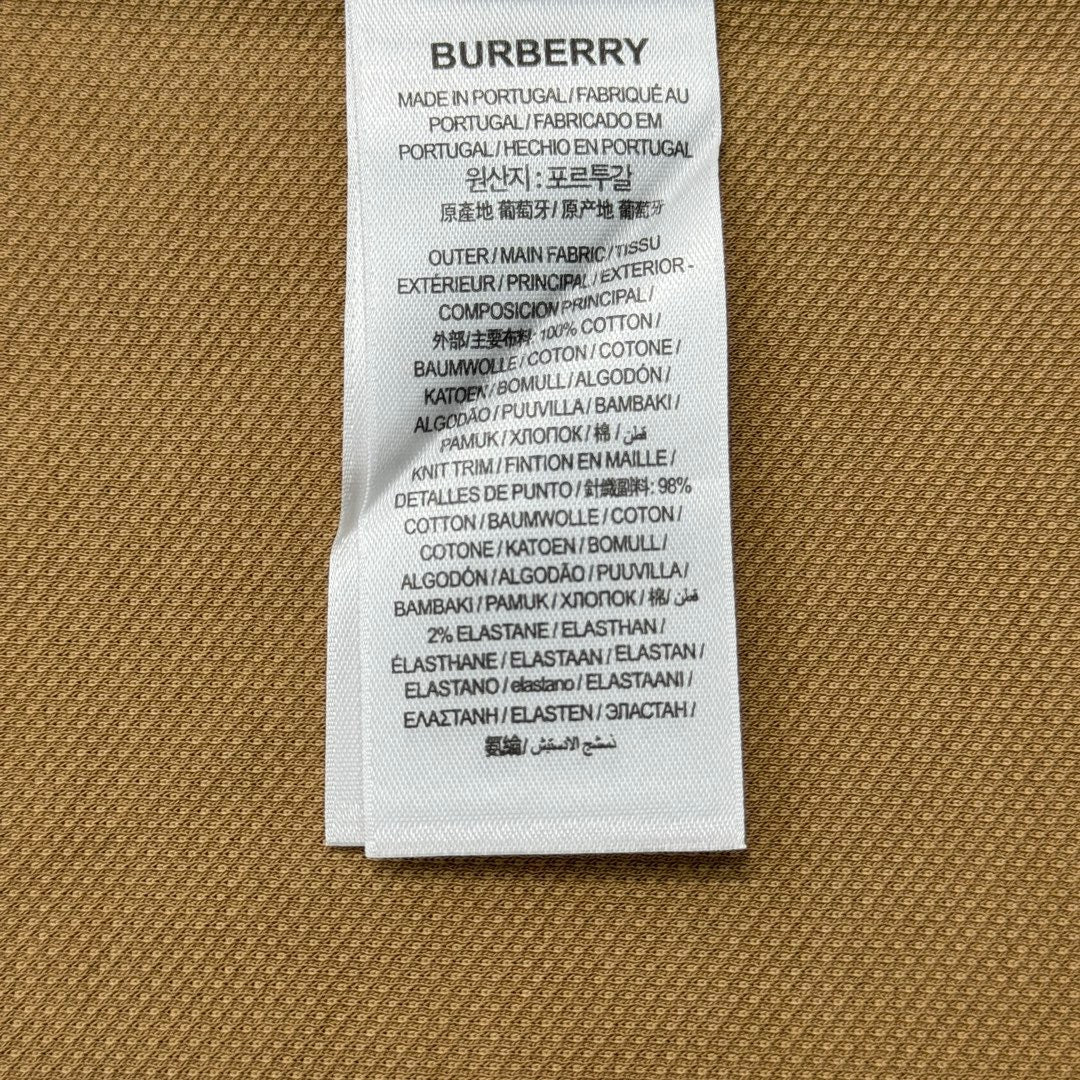 BURBERRY
MADE IN PORTUGAL/FABRIQUÉ AU
PORTUGAL/FABRICADO EM
PORTUGAL/HECHIO EN PORTUGAL
원산지 : 포르투갈
原產地 葡萄牙/原产地 葡萄牙
OUTER/MAIN FABRIC/TISSU
EXTÉRIEUR/PRINCIPAL/EXTERIOR-
COMPOSICION PRINCIPAL/
外部/主要布料: 100% COTTON/
BAUMWOLLE/COTON/COTONE/
KATOEN/BOMULL/ALGODÓN/
ALGODÃO/PUUVILLA/BAMBAKI/
PAMUK/ХЛОПОК/棉/قطن
KNIT TRIM/FINTION EN MAILLE/
DETALLES DE PUNTO/針織副料: 98%
COTTON/BAUMWOLLE/COTON/
COTONE/KATOEN/BOMULL/
ALGODÓN/ALGODÃO/PUUVILLA/
BAMBAKI/PAMUK/ХЛОПОК/棉/قطن
2% ELASTANE/ELASTHAN/
ÉLASTHANE/ELASTAAN/ELASTAN/
ELASTANO/elastano/ELASTAANI/
ΕΛΑΣΤΑΝΗ/ELASTEN/ЭЛАСТАН/
氨綸/